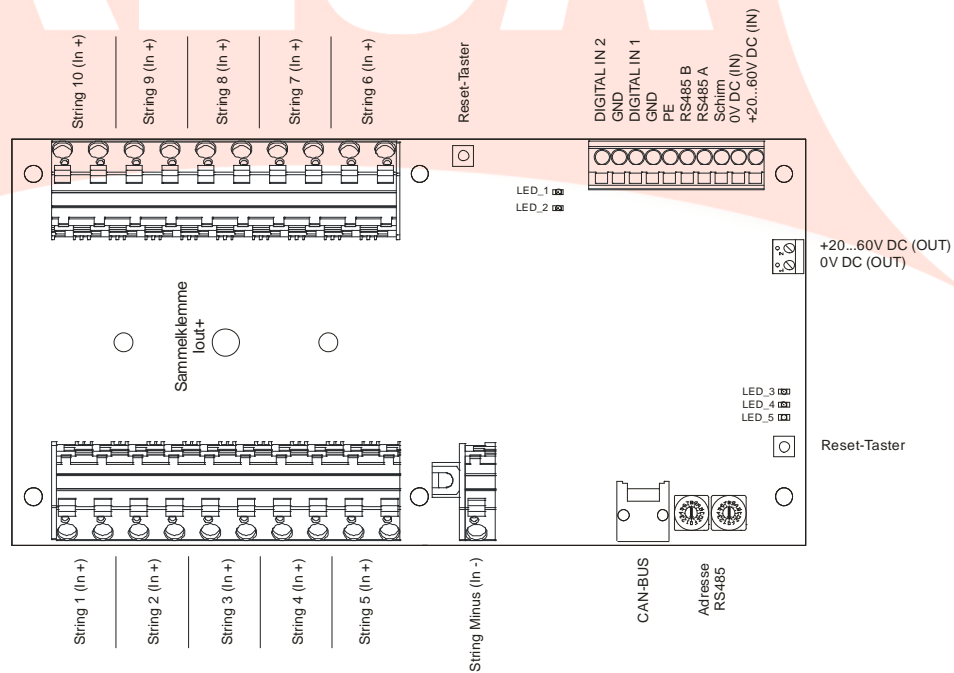 String 10 (In +)
String 9 (In +)
String 8 (In +)
String 7 (In +)
String 6 (In +)
Reset-Taster
DIGITAL IN 2
GND
DIGITAL IN 1
GND
PE
RS485 B
RS485 A
Schirm
0V DC (IN)
+20...60V DC (IN)
LED_1
LED_2
+20...60V DC (OUT)
0V DC (OUT)
Sammelklemme
Iout+
LED_3
LED_4
LED_5
Reset-Taster
String 1 (In +)
String 2 (In +)
String 3 (In +)
String 4 (In +)
String 5 (In +)
String Minus (In -)
CAN-BUS
Adresse
RS485